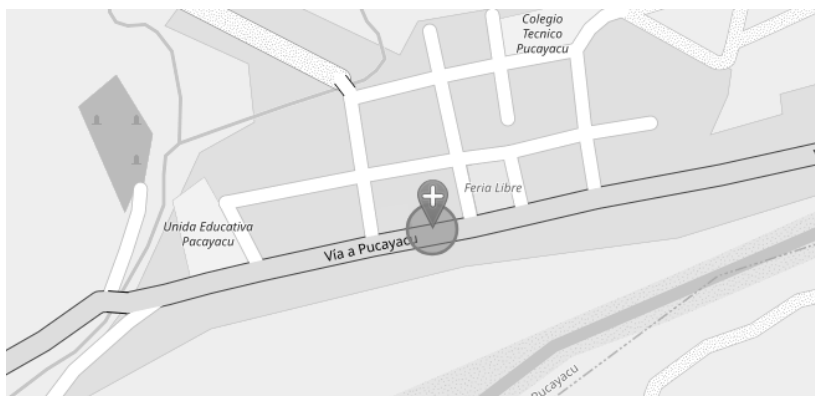 Colegio
Tecnico
Pucayacu
Feria Libre
Unida Educativa
Pacayacu
Vía a Pucayacu
Pucayacu